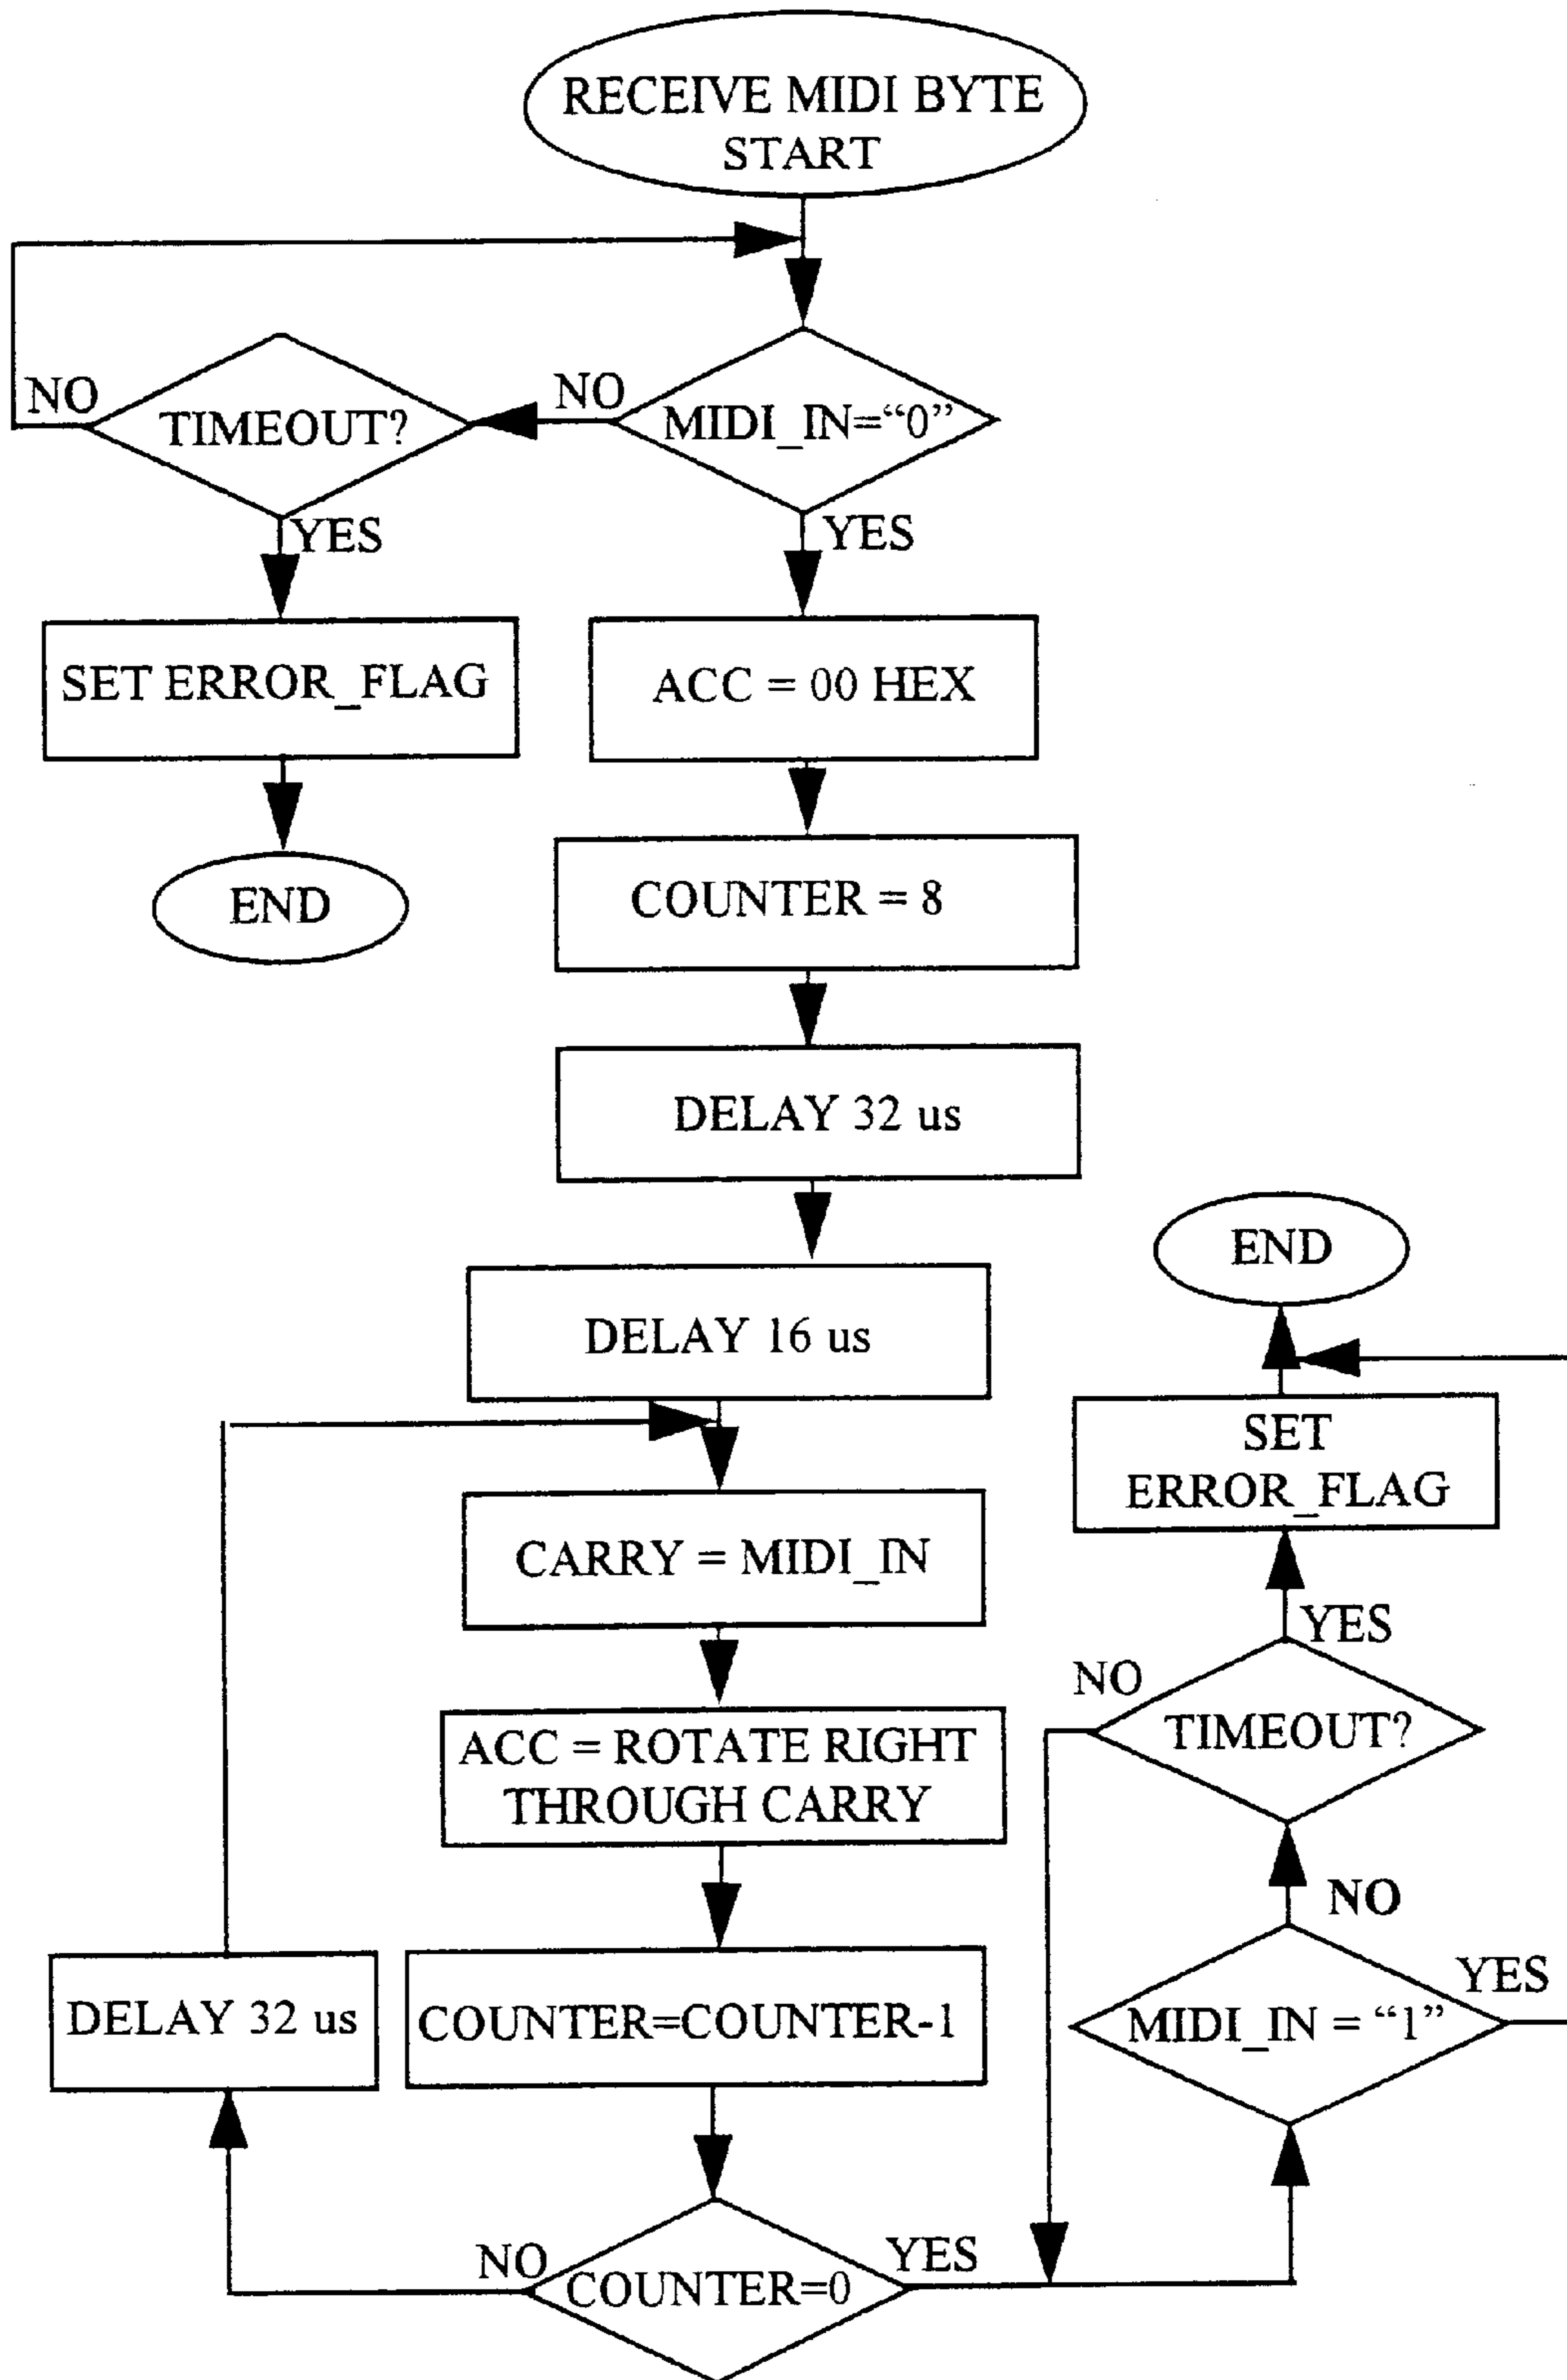 RECEIVE MIDI BYTE
START
NO
TIMEOUT?
NO
MIDI_IN=“0”
YES
YES
SET ERROR_FLAG
ACC = 00 HEX
END
COUNTER = 8
DELAY 32 us
DELAY 16 us
END
SET
ERROR_FLAG
CARRY = MIDI_IN
YES
NO
TIMEOUT?
ACC = ROTATE RIGHT
THROUGH CARRY
NO
YES
DELAY 32 us
COUNTER=COUNTER-1
MIDI_IN = “1”
NO
COUNTER=0
YES